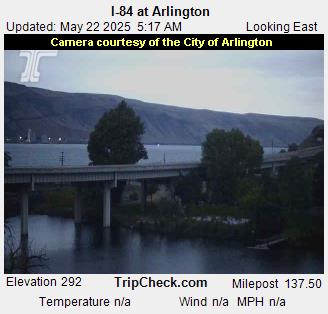 I-84 at Arlington
Updated: May 22 2025 5:17 AM Looking East
Camera courtesy of the City of Arlington
Elevation 292 TripCheck.com Milepost 137.50
Temperature n/a Wind n/a MPH n/a